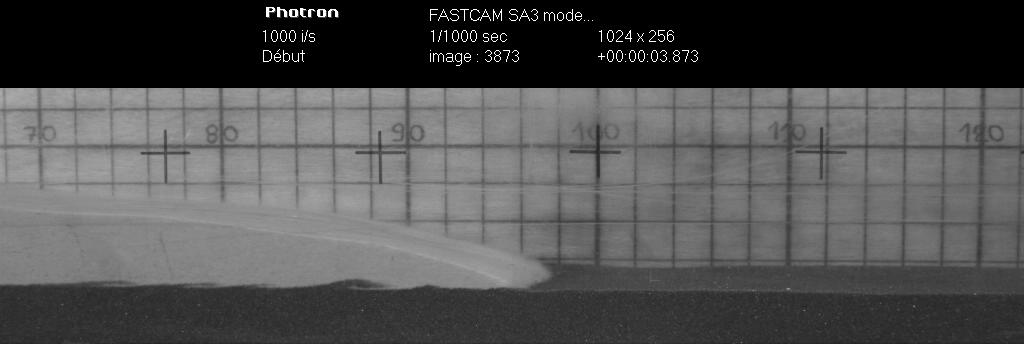 Photron FASTCAM SA3 mode...
1000 i/s 1/1000 sec 1024 x 256
Début image : 3873 +00:00:03.873
70 80 90 100 110 120